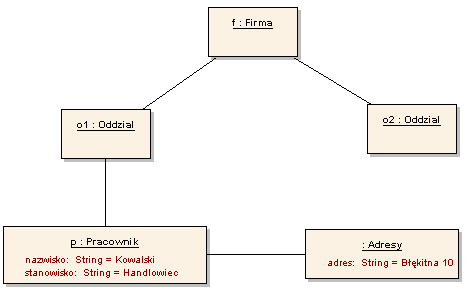 f : Firma
o1 : Oddzial
o2 : Oddzial
p : Pracownik
nazwisko: String = Kowalski
stanowisko: String = Handlowiec
: Adresy
adres: String = Błękitna 10